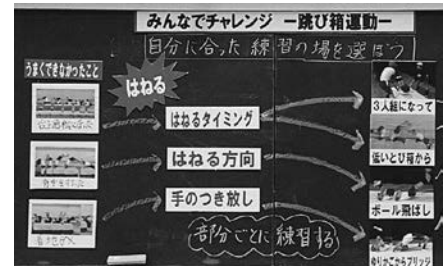 みんなでチャレンジ －跳び箱運動－
自分に合った練習の場を選ぼう
うまくできなかったこと
はねる
はねるタイミング
はねる方向
手のつき放し
部分ごとに練習する
3人組になって
低いとび箱から
ボール飛ばし
ゆりかごからブリッジ